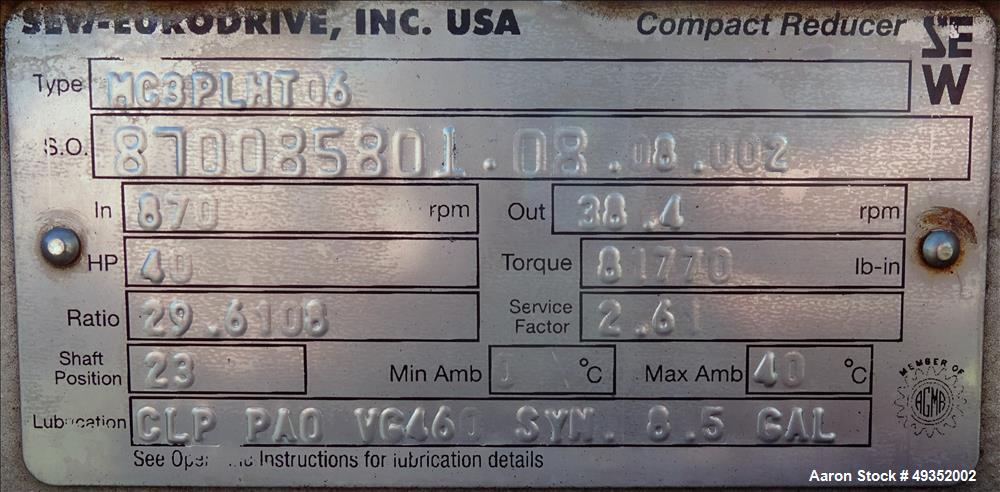 SEW-EURODRIVE, INC. USA Compact Reducer SEW
Type MC3PLHT06
S.O. 870085801.08.08.002
In 870 rpm Out 38.4 rpm
HP 40 Torque 81770 lb-in
Ratio 29.6108 Service Factor 2.61
Shaft Position 23 Min Amb °C Max Amb 40 °C
Lubrication CLP PAO VG460 SYN. 8.5 GAL
See Instructions for lubrication details
MEMBER OF AGMA
Aaron Stock # 49352002